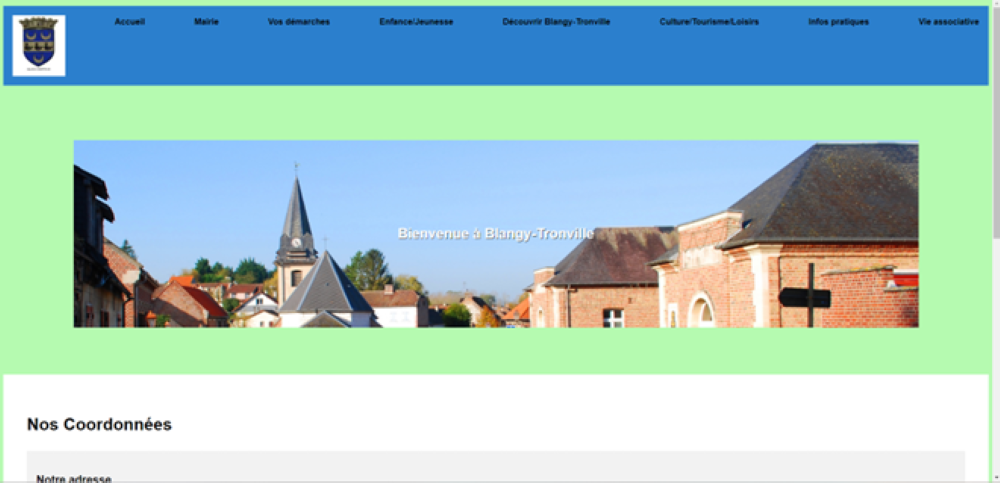 Accueil Mairie Vos démarches Enfance/Jeunesse Découvrir Blangy-Tronville Culture/Tourisme/Loisirs Infos pratiques Vie associative
Bienvenue à Blangy-Tronville
Nos Coordonnées
Notre adresse